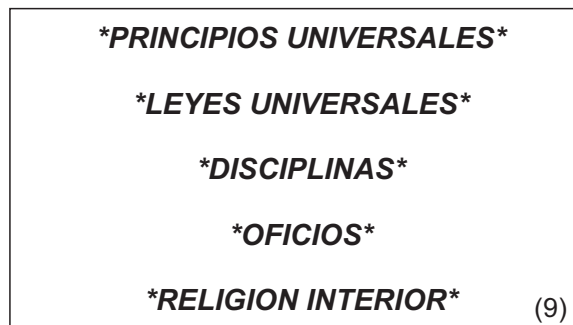 *PRINCIPIOS UNIVERSALES*
*LEYES UNIVERSALES*
*DISCIPLINAS*
*OFICIOS*
*RELIGION INTERIOR*
(9)